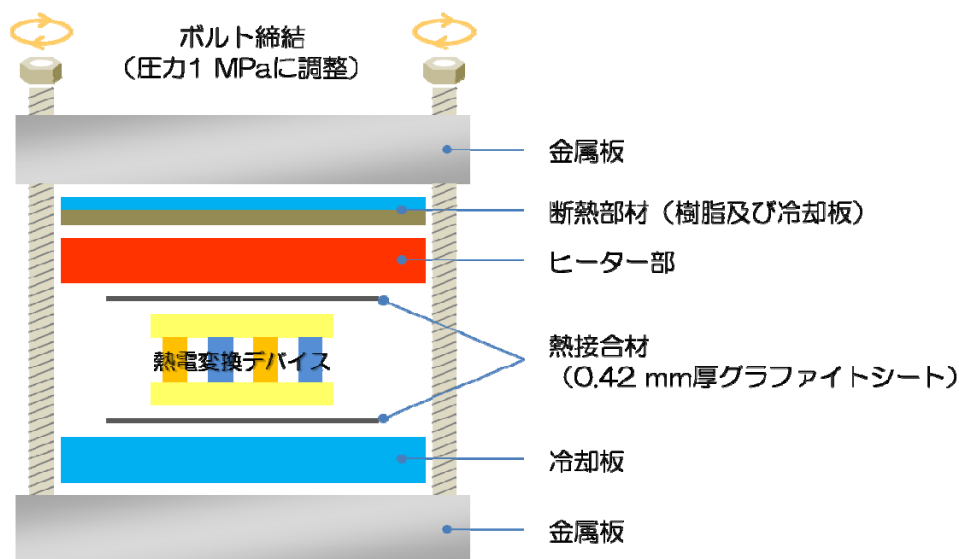 ボルト締結
（圧力1 MPaに調整）
金属板
断熱部材（樹脂及び冷却板）
ヒーター部
熱接合材
（0.42 mm厚グラファイトシート）
熱電変換デバイス
冷却板
金属板